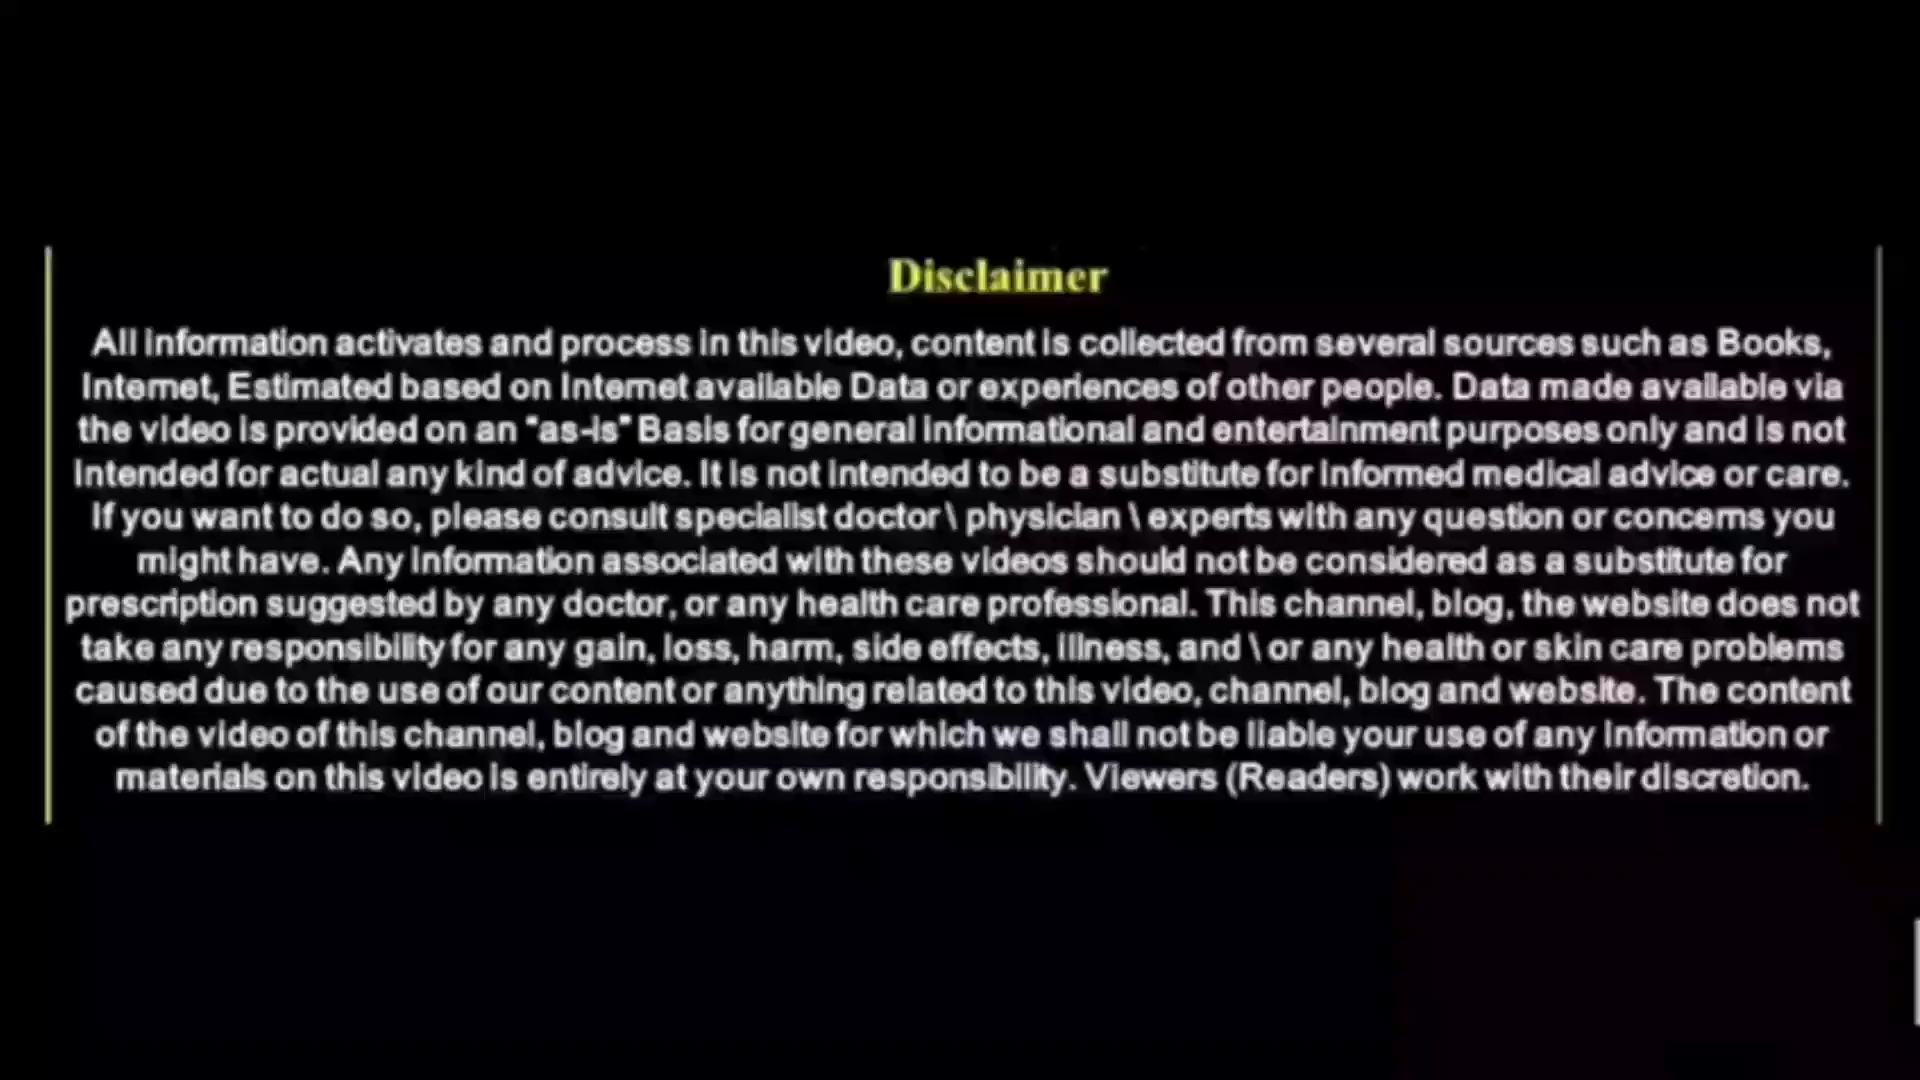 Disclaimer
All information activates and process in this video, content is collected from several sources such as Books,
Internet, Estimated based on Internet available Data or experiences of other people. Data made available via
the video is provided on an "as-is" Basis for general informational and entertainment purposes only and is not
intended for actual any kind of advice. It is not intended to be a substitute for informed medical advice or care.
If you want to do so, please consult specialist doctor \ physician \ experts with any question or concerns you
might have. Any information associated with these videos should not be considered as a substitute for
prescription suggested by any doctor, or any health care professional. This channel, blog, the website does not
take any responsibility for any gain, loss, harm, side effects, illness, and \ or any health or skin care problems
caused due to the use of our content or anything related to this video, channel, blog and website. The content
of the video of this channel, blog and website for which we shall not be liable your use of any information or
materials on this video is entirely at your own responsibility. Viewers (Readers) work with their discretion.